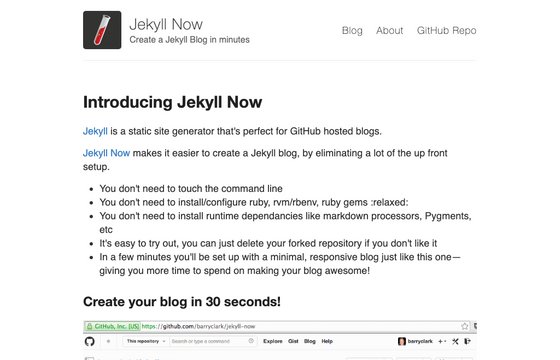 Jekyll Now
Create a Jekyll Blog in minutes
Blog About GitHub Repo
Introducing Jekyll Now
Jekyll is a static site generator that's perfect for GitHub hosted blogs.
Jekyll Now makes it easier to create a Jekyll blog, by eliminating a lot of the up front
setup.
• You don't need to touch the command line
• You don't need to install/configure ruby, rvm/rbenv, ruby gems :relaxed:
• You don't need to install runtime dependancies like markdown processors, Pygments,
etc
• It's easy to try out, you can just delete your forked repository if you don't like it
• In a few minutes you'll be set up with a minimal, responsive blog just like this one—
giving you more time to spend on making your blog awesome!
Create your blog in 30 seconds!
GitHub, Inc. [US] https://github.com/barryclark/jekyll-now
This repository Search or type a command Explore Gist Blog Help barryclark